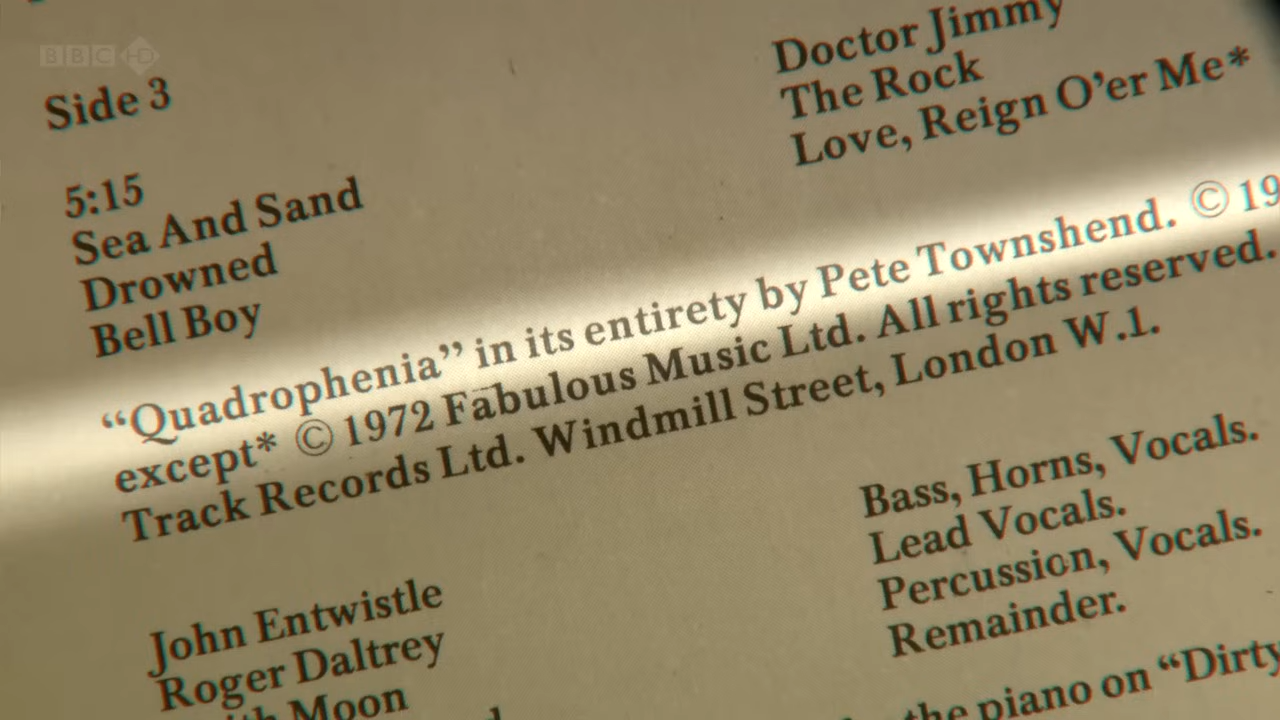 BBC HD
Side 3
5:15
Sea And Sand
Drowned
Bell Boy
Doctor Jimmy
The Rock
Love, Reign O’er Me*
“Quadrophenia” in its entirety by Pete Townshend. © 19
except* © 1972 Fabulous Music Ltd. All rights reserved.
Track Records Ltd. Windmill Street, London W.1.
John Entwistle
Bass, Horns, Vocals.
Roger Daltrey
Lead Vocals.
Moon
Percussion, Vocals.
Remainder.
the piano on “Dirty